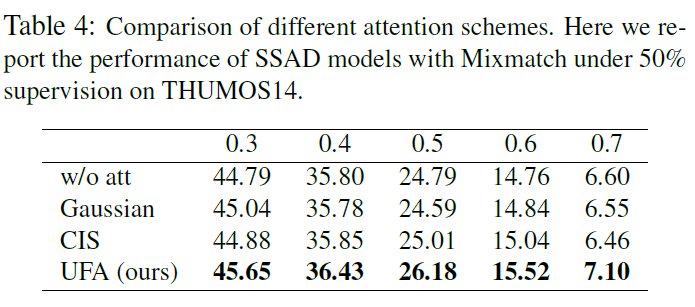 Table 4: Comparison of different attention schemes. Here we re-
port the performance of SSAD models with Mixmatch under 50%
supervision on THUMOS14.
0.3 0.4 0.5 0.6 0.7
w/o att 44.79 35.80 24.79 14.76 6.60
Gaussian 45.04 35.78 24.59 14.84 6.55
CIS 44.88 35.85 25.01 15.04 6.46
UFA (ours) 45.65 36.43 26.18 15.52 7.10